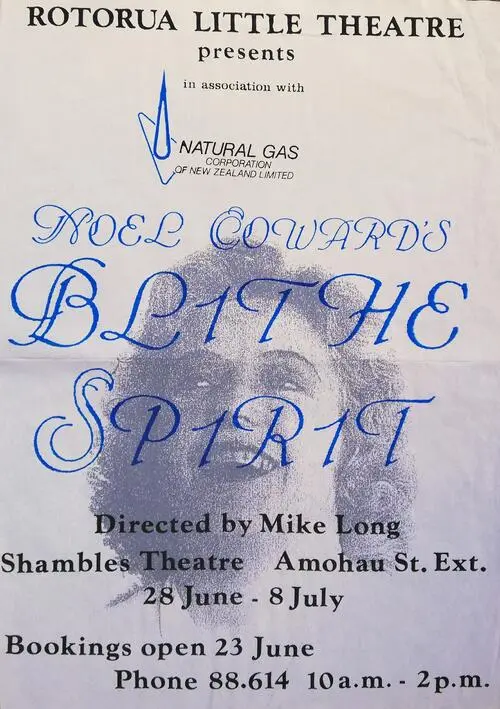 ROTORUA LITTLE THEATRE
presents
in association with
NATURAL GAS
CORPORATION
OF NEW ZEALAND LIMITED
NOEL COWARD'S
BLITHE
SPIRIT
Directed by Mike Long
Shambles Theatre Amohau St. Ext.
28 June - 8 July
Bookings open 23 June
Phone 88.614 10 a.m. - 2 p.m.